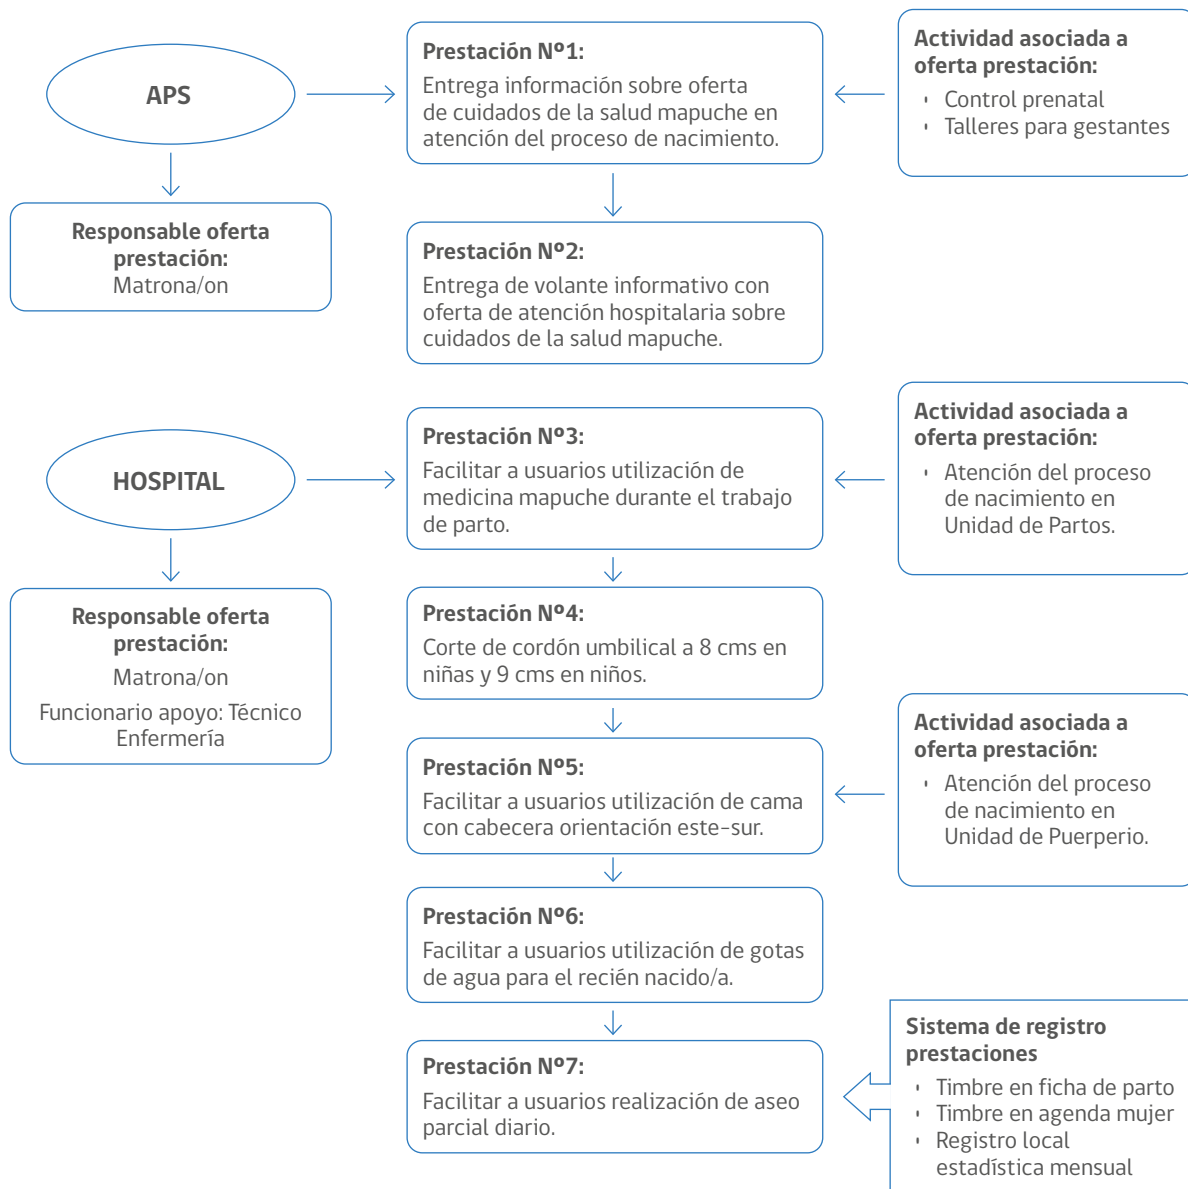 APS
Prestación Nº1:
Entrega información sobre oferta
de cuidados de la salud mapuche en
atención del proceso de nacimiento.
Actividad asociada a
oferta prestación:
• Control prenatal
• Talleres para gestantes
Responsable oferta
prestación:
Matrona/on
Prestación Nº2:
Entrega de volante informativo con
oferta de atención hospitalaria sobre
cuidados de la salud mapuche.
HOSPITAL
Prestación Nº3:
Facilitar a usuarios utilización de
medicina mapuche durante el trabajo
de parto.
Actividad asociada a
oferta prestación:
• Atención del proceso
de nacimiento en
Unidad de Partos.
Responsable oferta
prestación:
Matrona/on
Funcionario apoyo: Técnico
Enfermería
Prestación Nº4:
Corte de cordón umbilical a 8 cms en
niñas y 9 cms en niños.
Prestación Nº5:
Facilitar a usuarios utilización de cama
con cabecera orientación este-sur.
Actividad asociada a
oferta prestación:
• Atención del proceso
de nacimiento en
Unidad de Puerperio.
Prestación Nº6:
Facilitar a usuarios utilización de gotas
de agua para el recién nacido/a.
Prestación Nº7:
Facilitar a usuarios realización de aseo
parcial diario.
Sistema de registro
prestaciones
• Timbre en ficha de parto
• Timbre en agenda mujer
• Registro local
estadística mensual